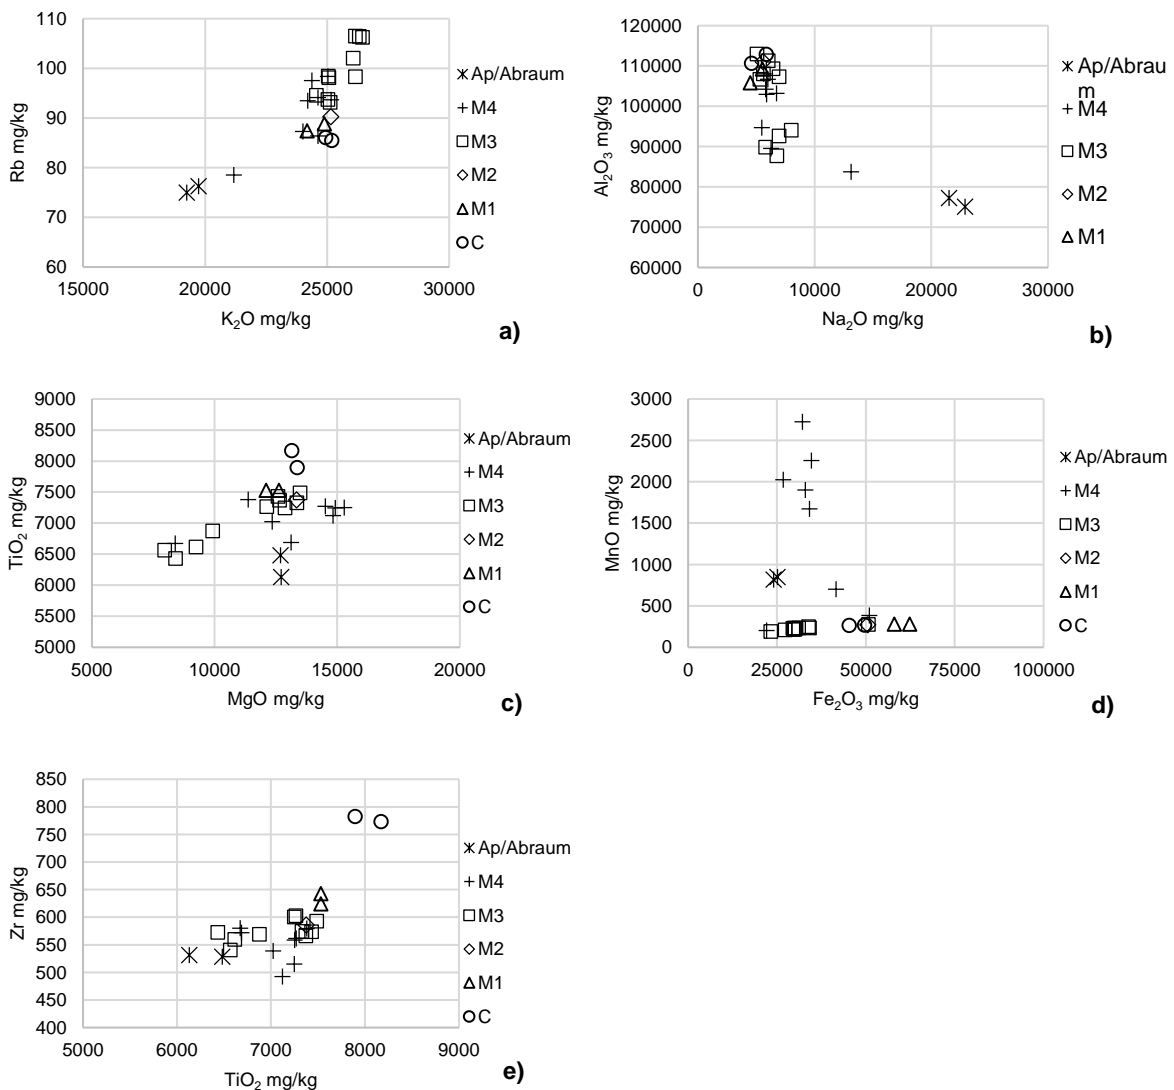 110
100
90
80
70
60
Rb mg/kg
15000 20000 25000 30000
K₂O mg/kg
Ap/Abraum
M4
M3
M2
M1
C
a)
120000
110000
100000
90000
80000
70000
60000
Al₂O₃ mg/kg
0 10000 20000 30000
Na₂O mg/kg
Ap/Abrau
m
M4
M3
M2
M1
b)
9000
8500
8000
7500
7000
6500
6000
5500
5000
TiO₂ mg/kg
5000 10000 15000 20000
MgO mg/kg
Ap/Abraum
M4
M3
M2
M1
C
c)
3000
2500
2000
1500
1000
500
0
MnO mg/kg
0 25000 50000 75000 100000
Fe₂O₃ mg/kg
Ap/Abraum
M4
M3
M2
M1
C
d)
850
800
750
700
650
600
550
500
450
400
Zr mg/kg
5000 6000 7000 8000 9000
TiO₂ mg/kg
Ap/Abraum
M4
M3
M2
M1
C
e)